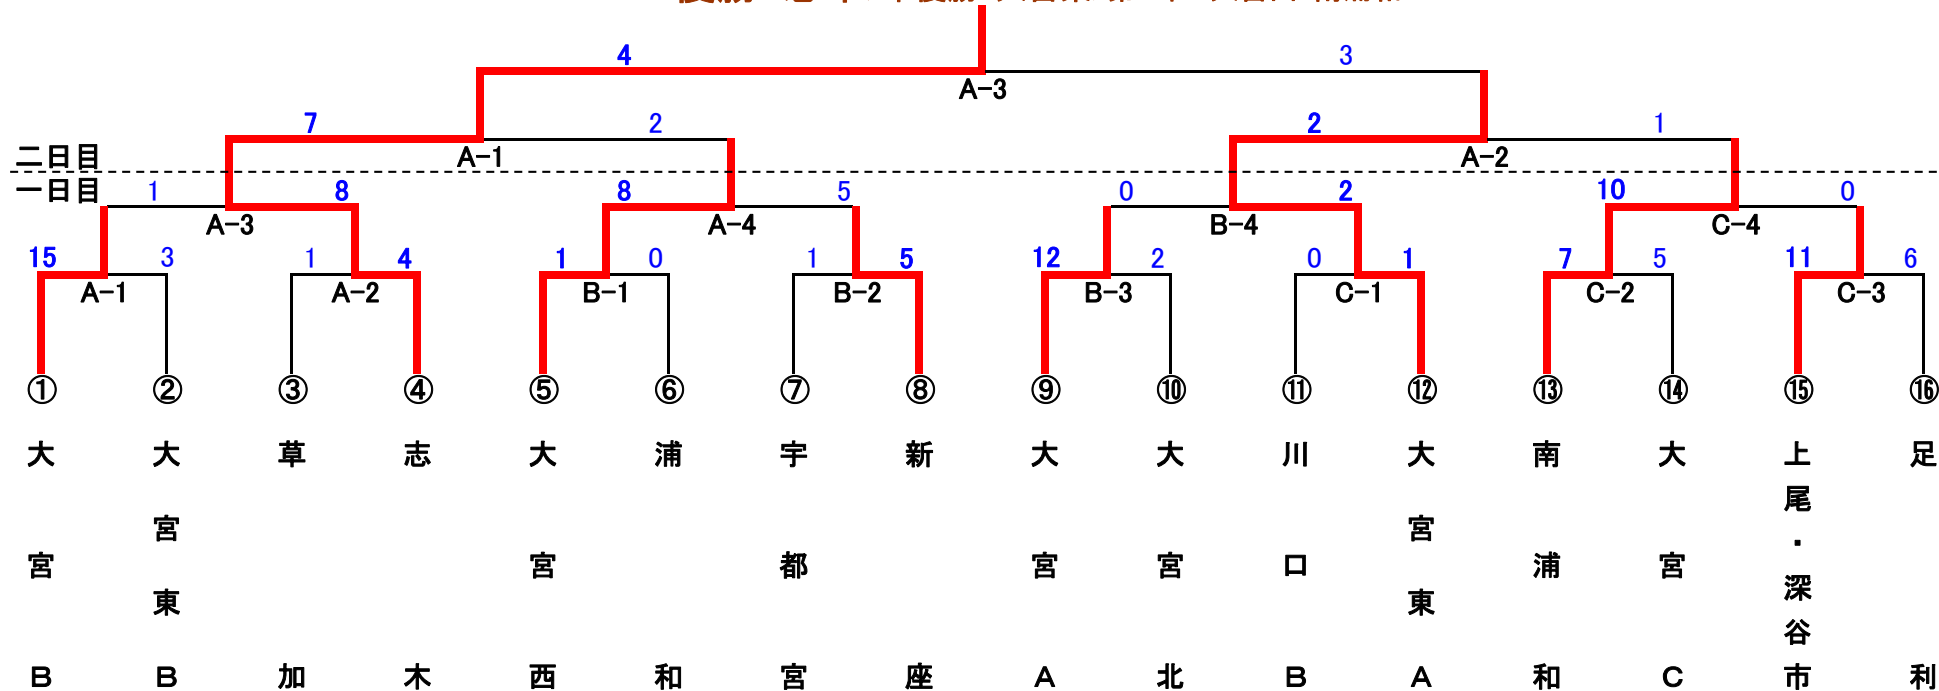 4 3
A-3
7 2 2 1
A-1 A-2
二日目
一日目
1 8 8 5 0 2 10 0
A-3 A-4 B-4 C-4
15 3 1 4 1 0 1 5 12 2 0 1 7 5 11 6
A-1 A-2 B-1 B-2 B-3 C-1 C-2 C-3
① ② ③ ④ ⑤ ⑥ ⑦ ⑧ ⑨ ⑩ ⑪ ⑫ ⑬ ⑭ ⑮ ⑯
大宮B
大宮東B
草加
志木
大宮西
浦和
宇都宮
新座
大宮A
大宮北
川口B
大宮東A
南浦和
大宮C
上尾・深谷市
足利